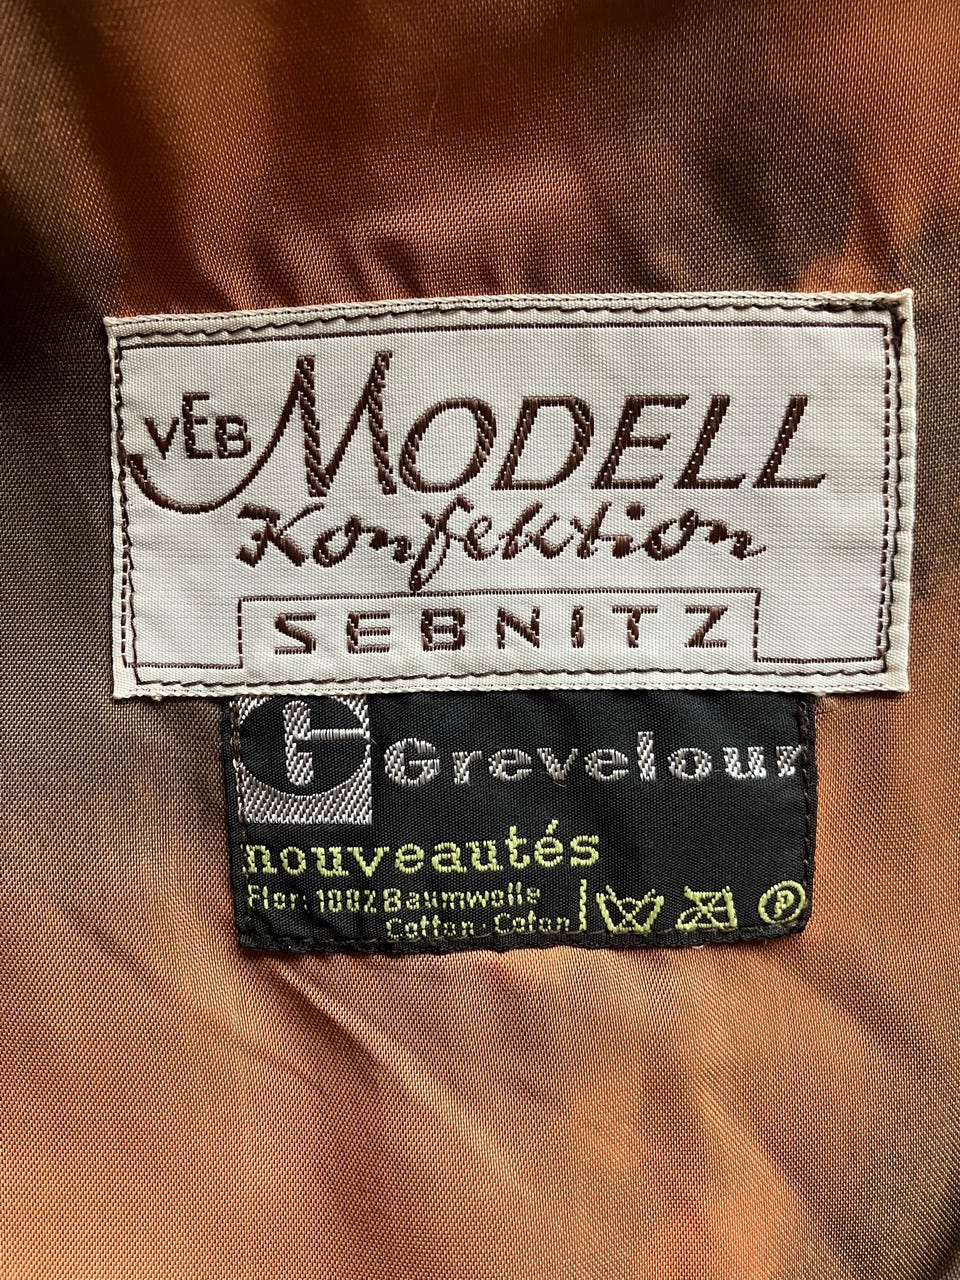 VEB MODELL
Konfektion
SEBNITZ
G Grevelour
nouveautés
Flor: 100% Baumwolle
Cotton · Coton
P